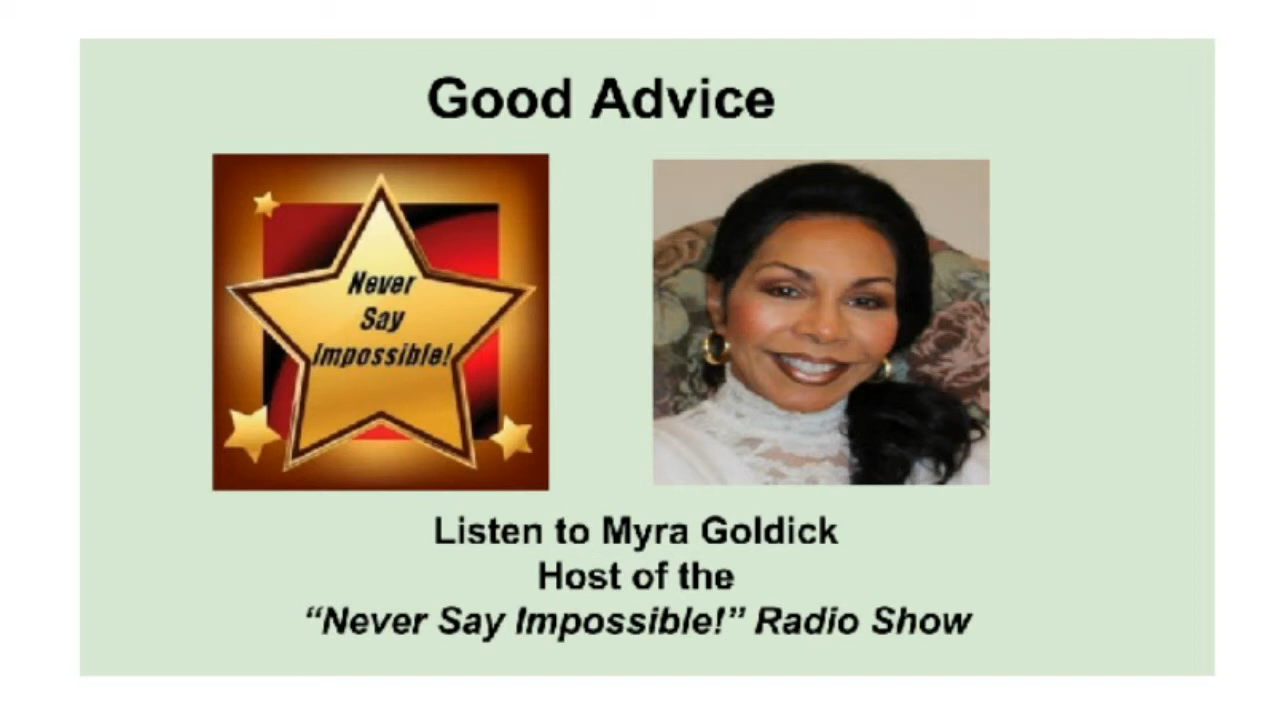 Good Advice
Never
Say
Impossible!
Listen to Myra Goldick
Host of the
“Never Say Impossible!” Radio Show